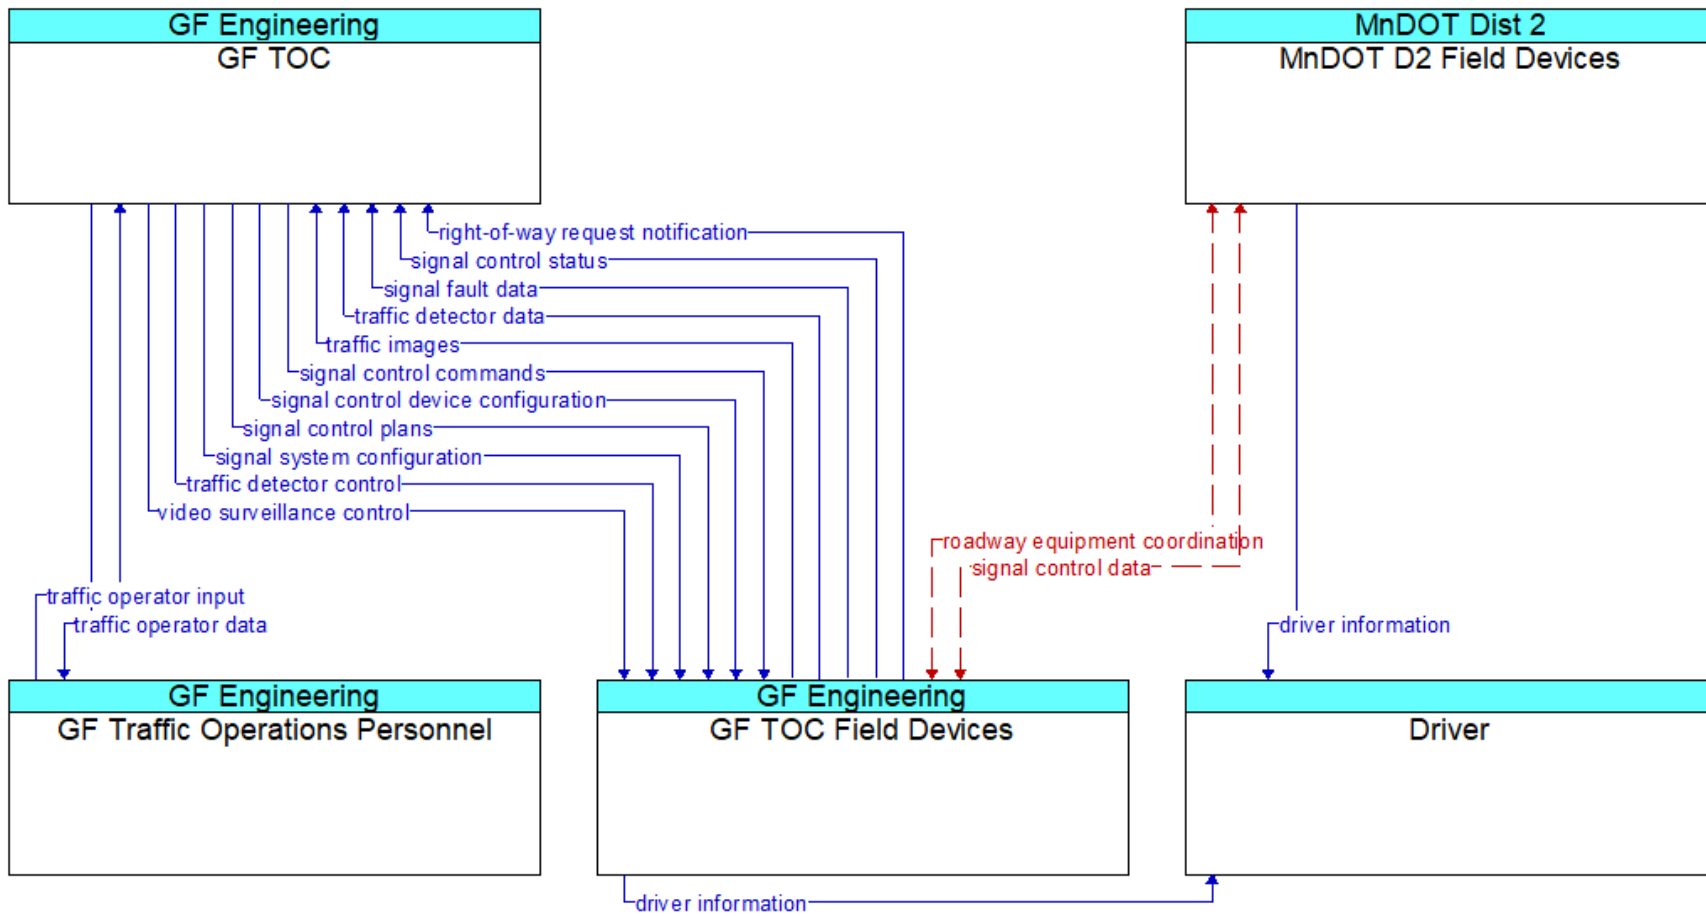 GF Engineering
GF TOC
MnDOT Dist 2
MnDOT D2 Field Devices
right-of-way request notification
signal control status
signal fault data
traffic detector data
traffic images
signal control commands
signal control device configuration
signal control plans
signal system configuration
traffic detector control
video surveillance control
roadway equipment coordination
signal control data
traffic operator input
traffic operator data
driver information
GF Engineering
GF Traffic Operations Personnel
GF Engineering
GF TOC Field Devices
Driver
driver information